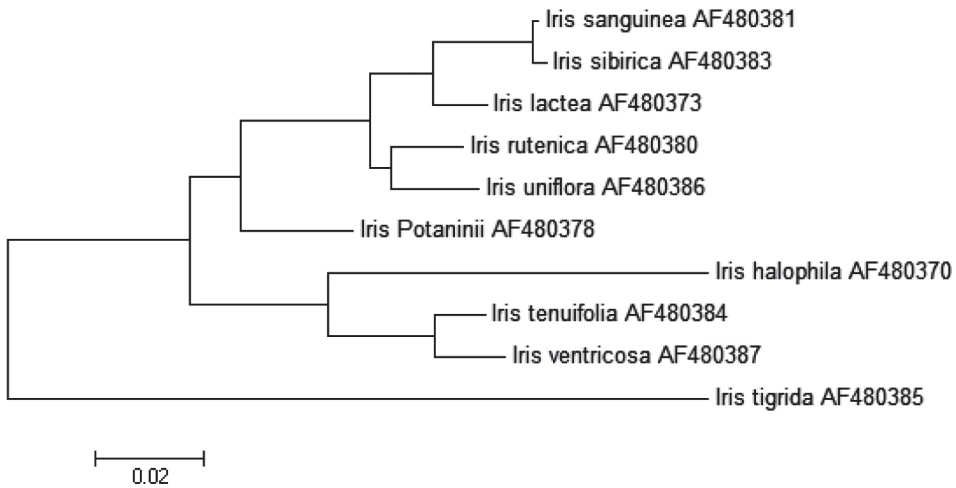 Iris sanguinea AF480381
Iris sibirica AF480383
Iris lactea AF480373
Iris rutenica AF480380
Iris uniflora AF480386
Iris Potaninii AF480378
Iris halophila AF480370
Iris tenuifolia AF480384
Iris ventricosa AF480387
Iris tigrida AF480385
0.02